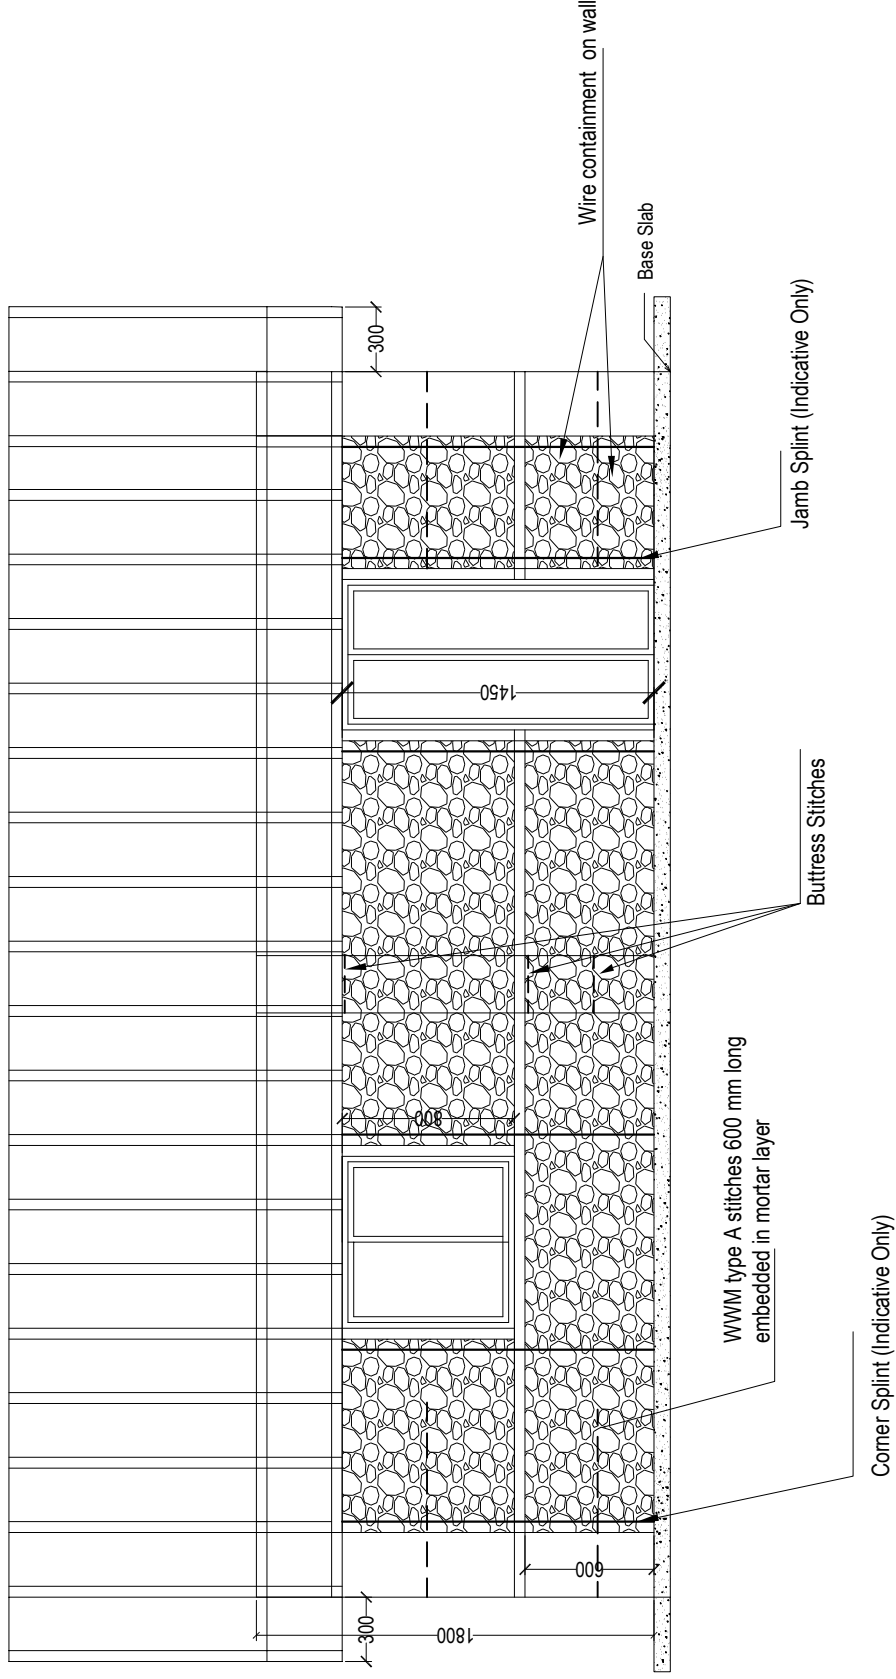 300
300
800
1800
1450
600
Wire containment on wall
Base Slab
Jamb Splint (Indicative Only)
Buttress Stitches
WWM type A stitches 600 mm long
embedded in mortar layer
Corner Splint (Indicative Only)